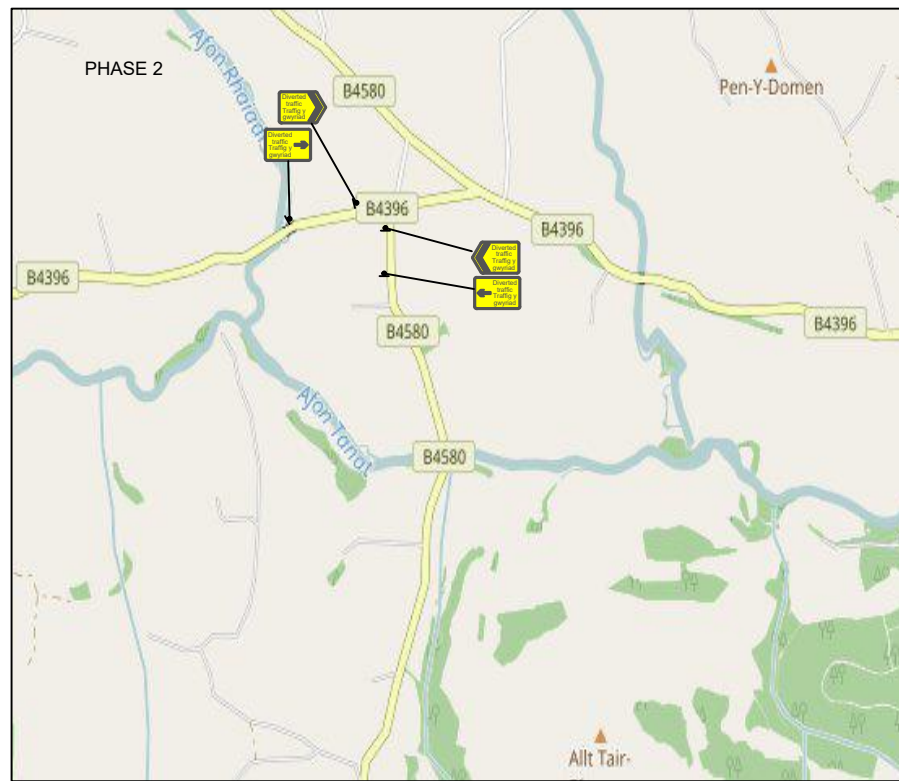 PHASE 2
Afon Rhaiadr
B4580
Pen-Y-Domen
Diverted
traffic
Traffig y
gwyriad
Diverted
traffic
Traffig y
gwyriad
B4396
B4396
B4396
Diverted
traffic
Traffig y
gwyriad
Diverted
traffic
Traffig y
gwyriad
B4580
B4396
Afon Tanat
B4580
Allt Tair-